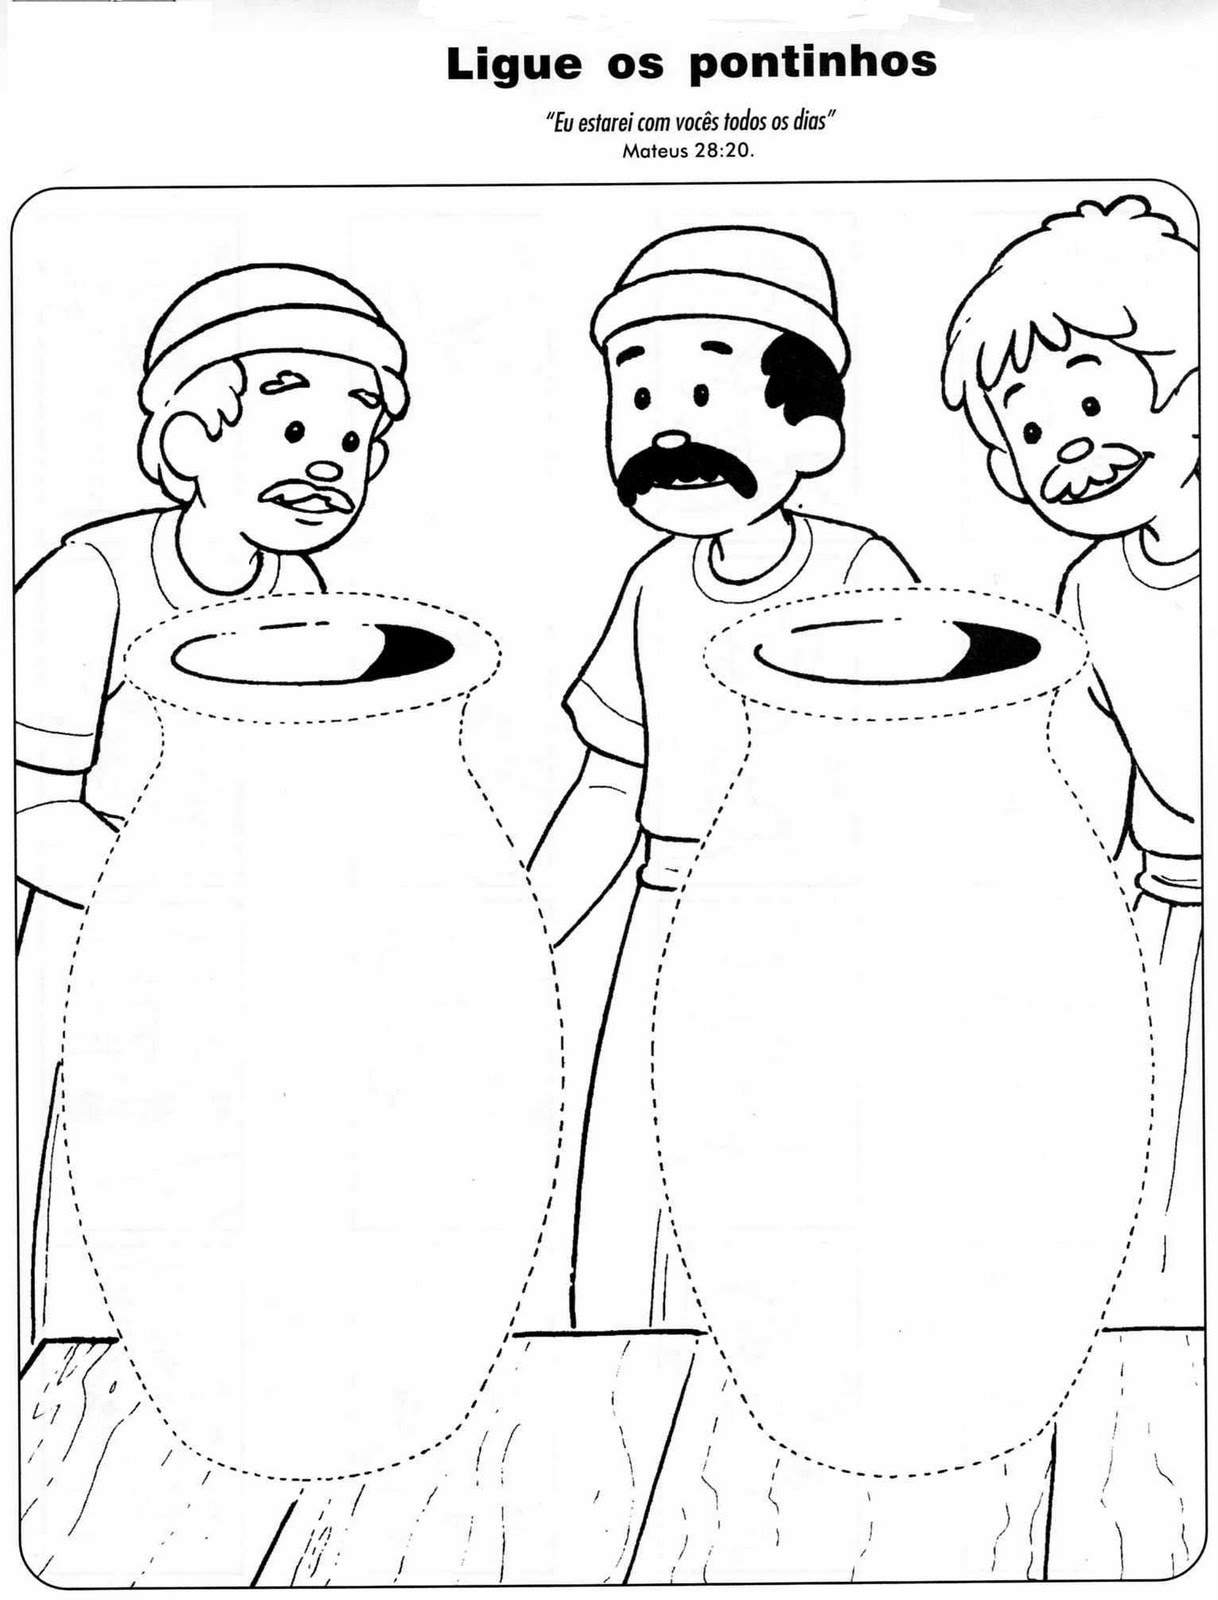 Ligue os pontinhos
“Eu estarei com vocês todos os dias”
Mateus 28:20.